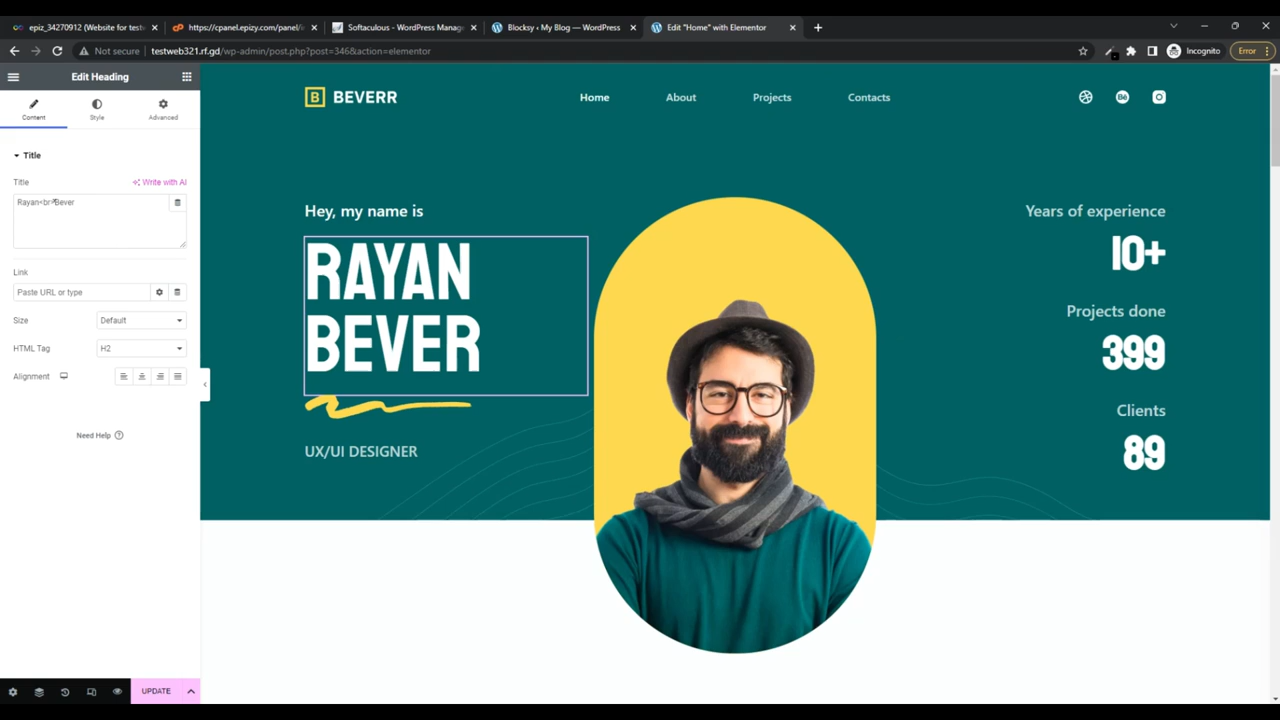 epiz_34270912 (Website for testw
https://cpanel.epizy.com/panel/i
Softaculous - WordPress Manage
Blocksy ‹ My Blog — WordPress
Edit "Home" with Elementor
Not secure
testweb321.rf.gd/wp-admin/post.php?post=346&action=elementor
Incognito
Error
Edit Heading
Content
Style
Advanced
Title
Title
Write with AI
Rayan<br>Bever
Link
Paste URL or type
Size
Default
HTML Tag
H2
Alignment
Need Help
UPDATE
B BEVERR
Home
About
Projects
Contacts
Hey, my name is
RAYAN
BEVER
UX/UI DESIGNER
Years of experience
10+
Projects done
399
Clients
89